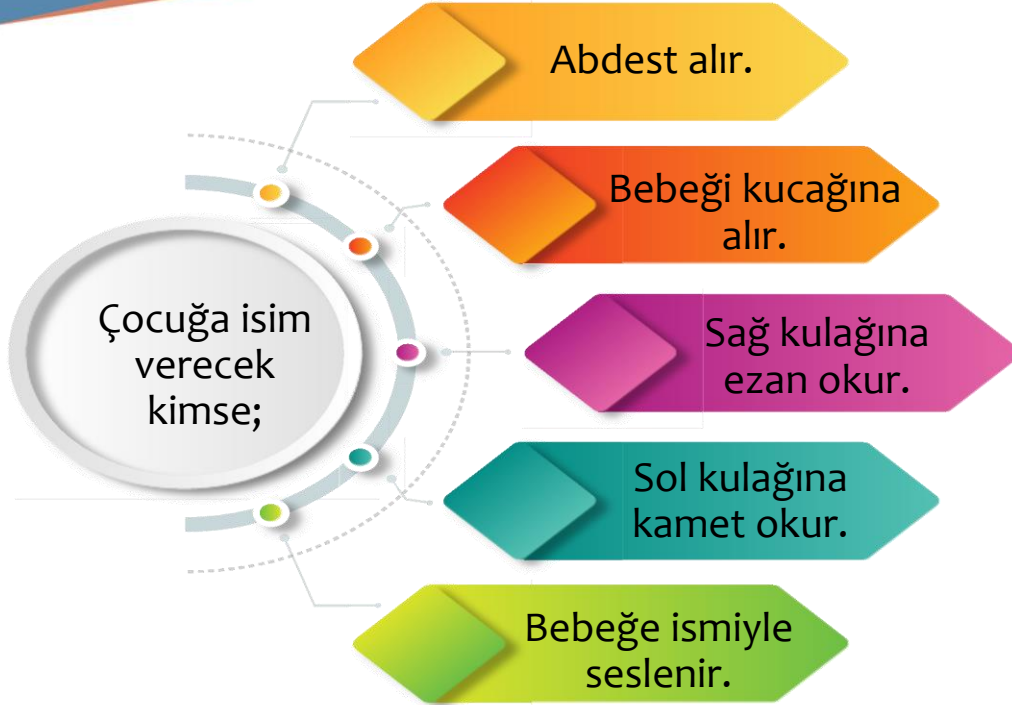 Çocuğa isim
verecek
kimse;
Abdest alır.
Bebeği kucağına
alır.
Sağ kulağına
ezan okur.
Sol kulağına
kamet okur.
Bebeğe ismiyle
seslenir.